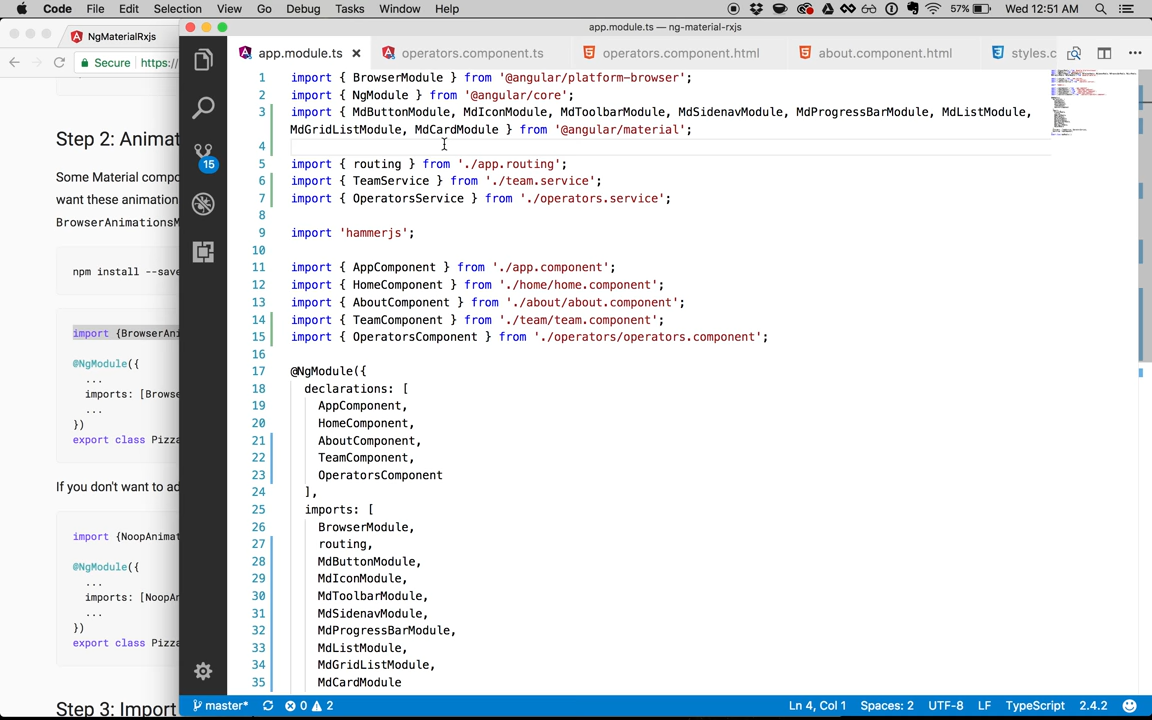 Code File Edit Selection View Go Debug Tasks Window Help 57% Wed 12:51 AM
app.module.ts — ng-material-rxjs
NgMaterialRxjs
Secure https:/
app.module.ts operators.component.ts operators.component.html about.component.html styles.c
Step 2: Animat
Some Material compo
want these animation
BrowserAnimationsM
npm install --save
import {BrowserAni
@NgModule({
...
imports: [Browse
...
})
export class Pizza
If you don't want to ad
import {NoopAnimat
@NgModule({
...
imports: [NoopAn
...
})
export class Pizza
Step 3: Import
15
1 import { BrowserModule } from '@angular/platform-browser';
2 import { NgModule } from '@angular/core';
3 import { MdButtonModule, MdIconModule, MdToolbarModule, MdSidenavModule, MdProgressBarModule, MdListModule,
MdGridListModule, MdCardModule } from '@angular/material';
4
5 import { routing } from './app.routing';
6 import { TeamService } from './team.service';
7 import { OperatorsService } from './operators.service';
8
9 import 'hammerjs';
10
11 import { AppComponent } from './app.component';
12 import { HomeComponent } from './home/home.component';
13 import { AboutComponent } from './about/about.component';
14 import { TeamComponent } from './team/team.component';
15 import { OperatorsComponent } from './operators/operators.component';
16
17 @NgModule({
18 declarations: [
19 AppComponent,
20 HomeComponent,
21 AboutComponent,
22 TeamComponent,
23 OperatorsComponent
24 ],
25 imports: [
26 BrowserModule,
27 routing,
28 MdButtonModule,
29 MdIconModule,
30 MdToolbarModule,
31 MdSidenavModule,
32 MdProgressBarModule,
33 MdListModule,
34 MdGridListModule,
35 MdCardModule
master* 0 2 Ln 4, Col 1 Spaces: 2 UTF-8 LF TypeScript 2.4.2